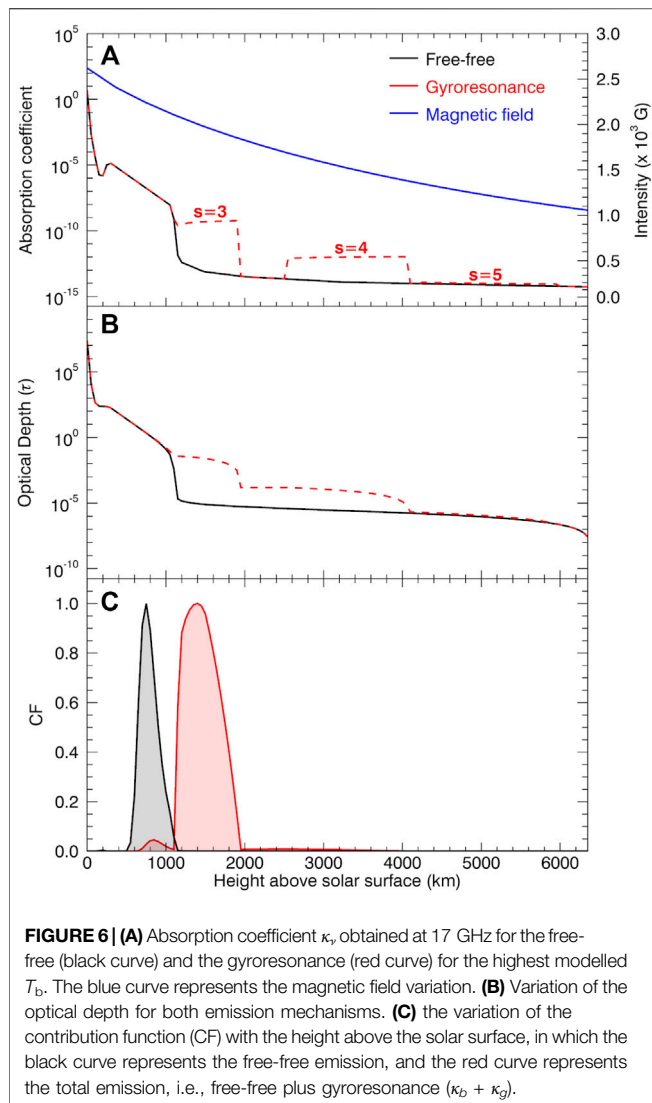 A
Free-free
Gyroresonance
Magnetic field
Absorption coefficient
10^5
10^0
10^-5
10^-10
10^-15
s=3
s=4
s=5
3.0
2.5
2.0
1.5
1.0
0.5
0.0
Intensity (x 10^3 G)
B
Optical Depth (τ)
10^5
10^0
10^-5
10^-10
C
CF
1.0
0.8
0.6
0.4
0.2
0.0
0 1000 2000 3000 4000 5000 6000
Height above solar surface (km)
FIGURE 6 | (A) Absorption coefficient κν obtained at 17 GHz for the free-
free (black curve) and the gyroresonance (red curve) for the highest modelled
Tb. The blue curve represents the magnetic field variation. (B) Variation of the
optical depth for both emission mechanisms. (C) the variation of the
contribution function (CF) with the height above the solar surface, in which the
black curve represents the free-free emission, and the red curve represents
the total emission, i.e., free-free plus gyroresonance (κb + κg).